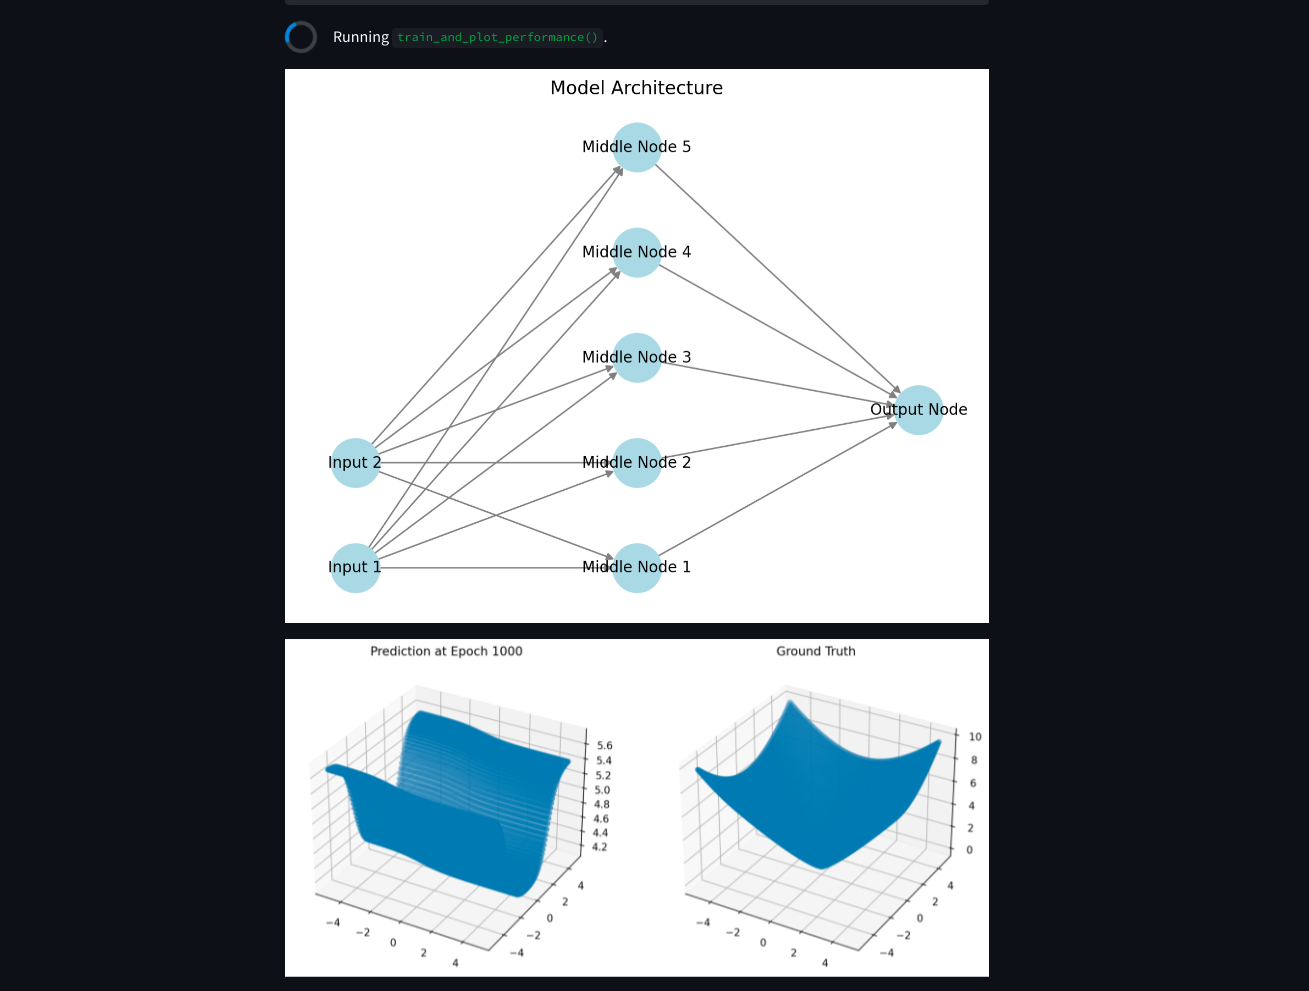 Running train_and_plot_performance().
Model Architecture
Middle Node 5
Middle Node 4
Middle Node 3
Output Node
Input 2
Middle Node 2
Input 1
Middle Node 1
Prediction at Epoch 1000
5.6
5.4
5.2
5.0
4.8
4.6
4.4
4.2
−4
−2
0
2
4
−4
−2
0
2
4
Ground Truth
10
8
6
4
2
0
−4
−2
0
2
4
−4
−2
0
2
4